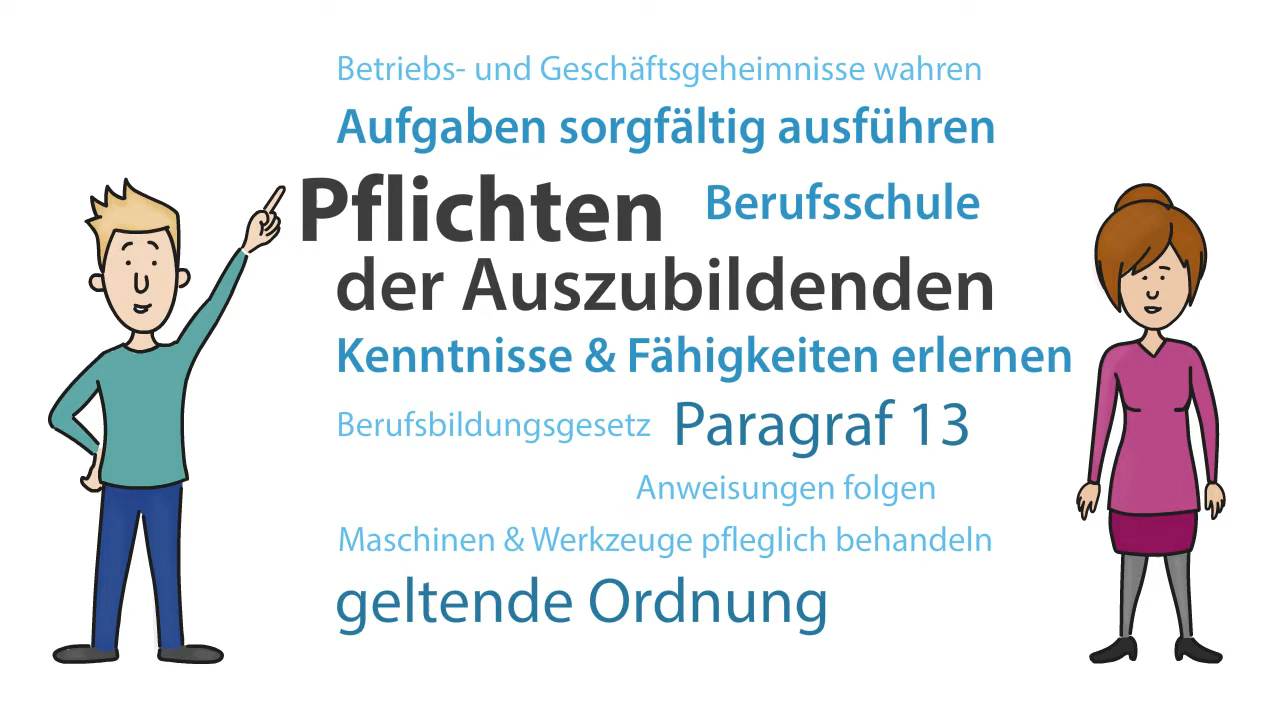 Betriebs- und Geschäftsgeheimnisse wahren
Aufgaben sorgfältig ausführen
Pflichten Berufsschule
der Auszubildenden
Kenntnisse & Fähigkeiten erlernen
Berufsbildungsgesetz Paragraf 13
Anweisungen folgen
Maschinen & Werkzeuge pfleglich behandeln
geltende Ordnung